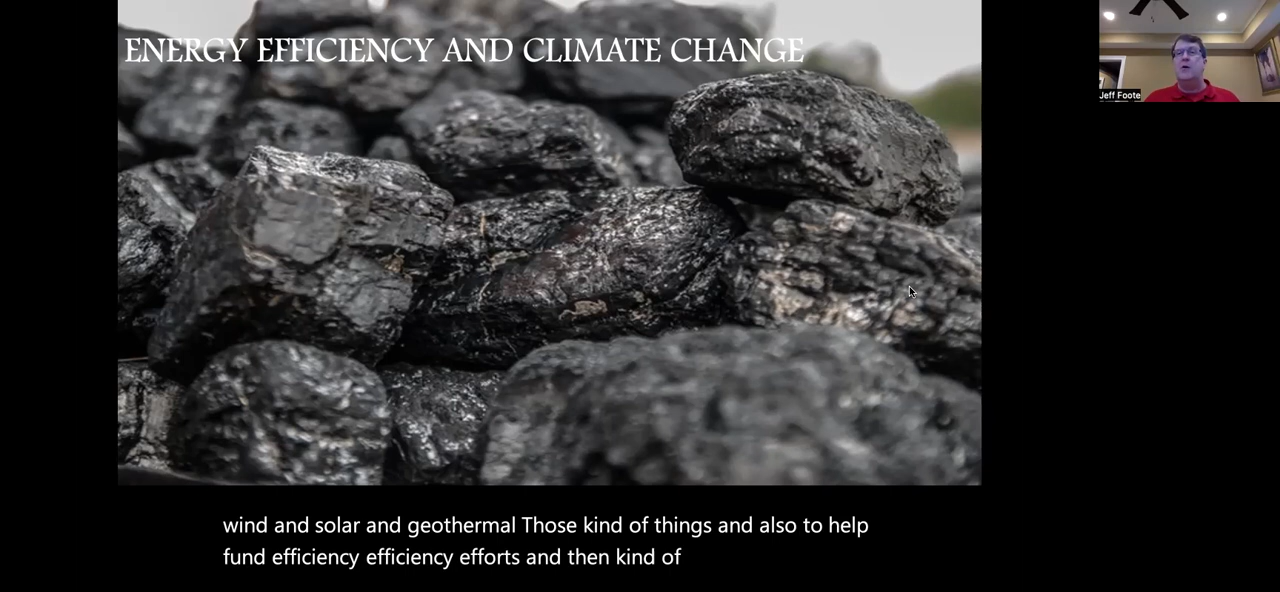 ENERGY EFFICIENCY AND CLIMATE CHANGE
Jeff Foote
wind and solar and geothermal Those kind of things and also to help
fund efficiency efficiency efforts and then kind of